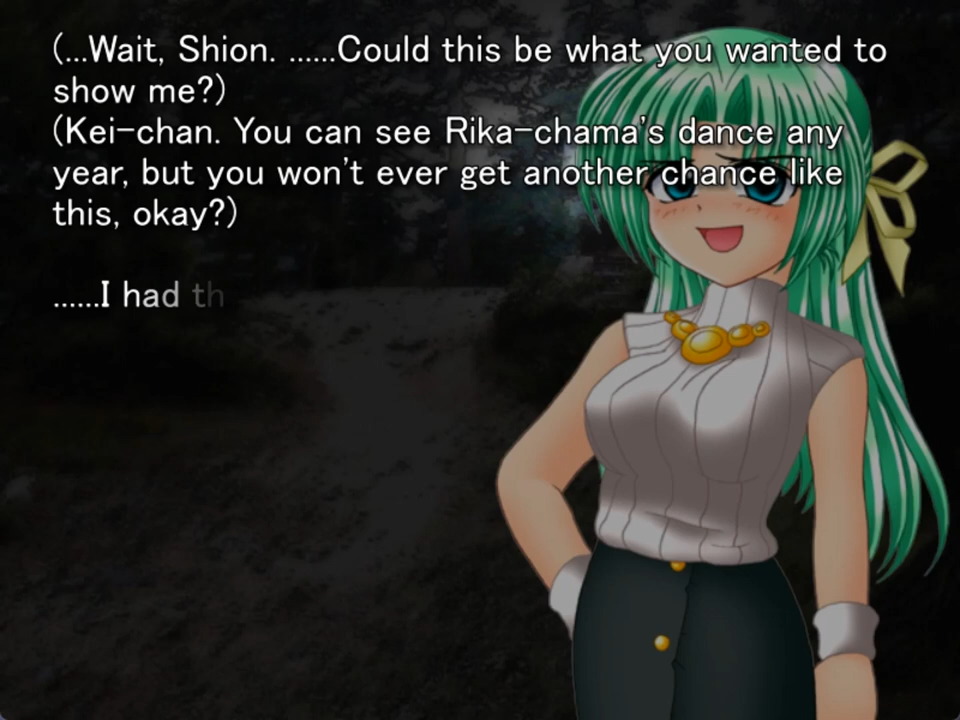 (...Wait, Shion. ......Could this be what you wanted to
show me?)
(Kei-chan. You can see Rika-chama's dance any
year, but you won't ever get another chance like
this, okay?)
......I had th